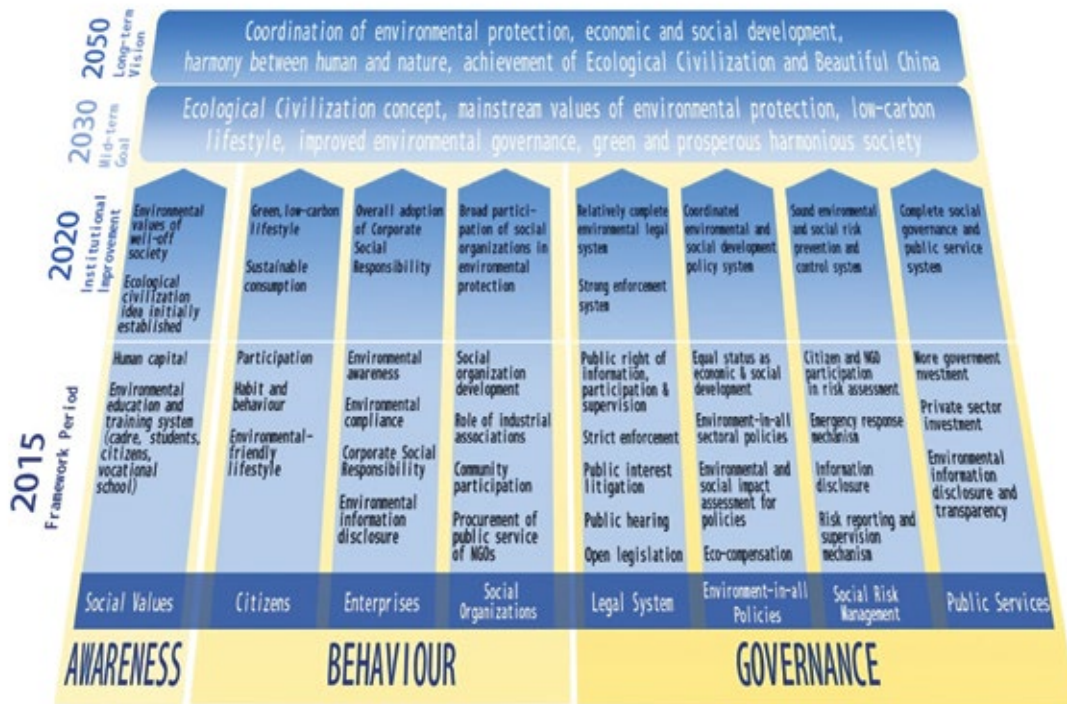 2050
Long-term
Vision
Coordination of environmental protection, economic and social development,
harmony between human and nature, achievement of Ecological Civilization and Beautiful China
2030
Mid-term
Goal
Ecological Civilization concept, mainstream values of environmental protection, low-carbon
lifestyle, improved environmental governance, green and prosperous harmonious society
2020
Institutional
Improvement
Environmental
values of
well-off
society
Ecological
civilization
idea initially
established
Green, low-carbon
lifestyle
Sustainable
consumption
Overall adoption
of Corporate
Social
Responsibility
Broad partici-
pation of social
organizations in
environmental
protection
Relatively complete
environmental legal
system
Strong enforcement
system
Coordinated
environmental and
social development
policy system
Sound environmental
and social risk
prevention and
control system
Complete social
governance and
public service
system
2015
Framework Period
Human capital
Environmental
education and
training system
(cadre, students,
citizens,
vocational
school)
Participation
Habit and
behaviour
Environmental-
friendly
lifestyle
Environmental
awareness
Environmental
compliance
Corporate Social
Responsibility
Environmental
information
disclosure
Social
organization
development
Role of industrial
associations
Community
participation
Procurement of
public service
of NGOs
Public right of
information,
participation &
supervision
Strict enforcement
Public interest
litigation
Public hearing
Open legislation
Equal status as
economic & social
development
Environment-in-all
sectoral policies
Environmental and
social impact
assessment for
policies
Eco-compensation
Citizen and NGO
participation
in risk assessment
Emergency response
mechanism
Information
disclosure
Risk reporting and
supervision
mechanism
More government
investment
Private sector
investment
Environmental
information
disclosure and
transparency
Social Values
Citizens
Enterprises
Social
Organizations
Legal System
Environment-in-all
Policies
Social Risk
Management
Public Services
AWARENESS
BEHAVIOUR
GOVERNANCE